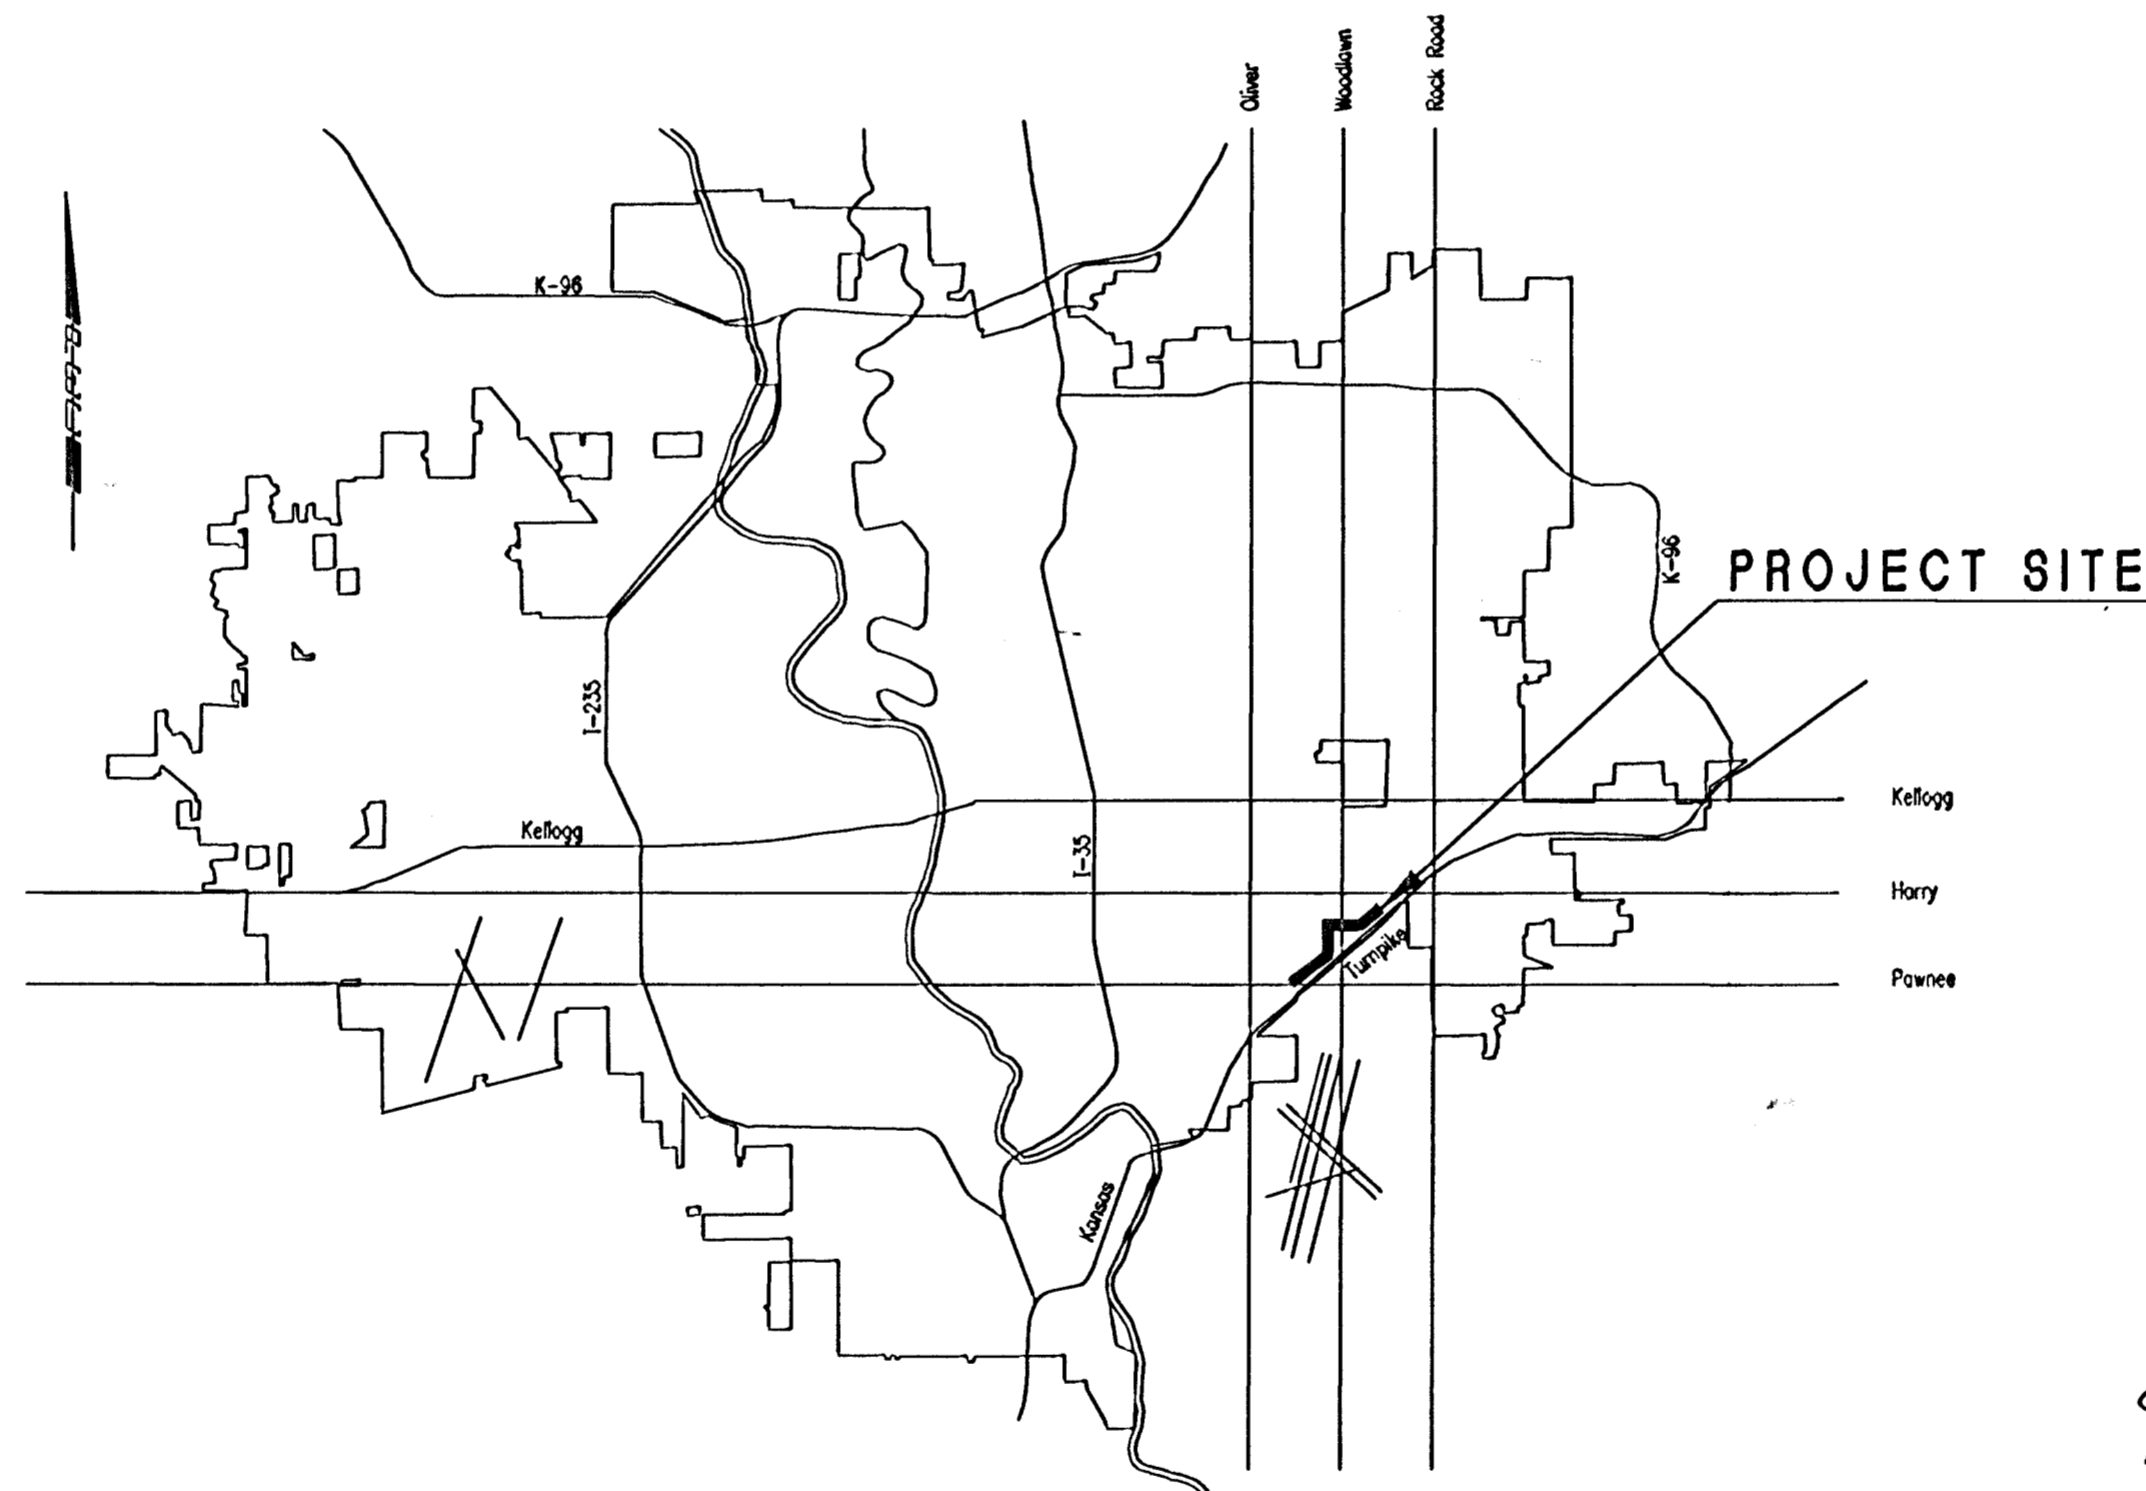 Oliver
Woodlawn
Rock Road
K-96
K-96
PROJECT SITE
I-235
Kellogg
Kellogg
I-35
Harry
Turnpike
Pawnee
Kansas